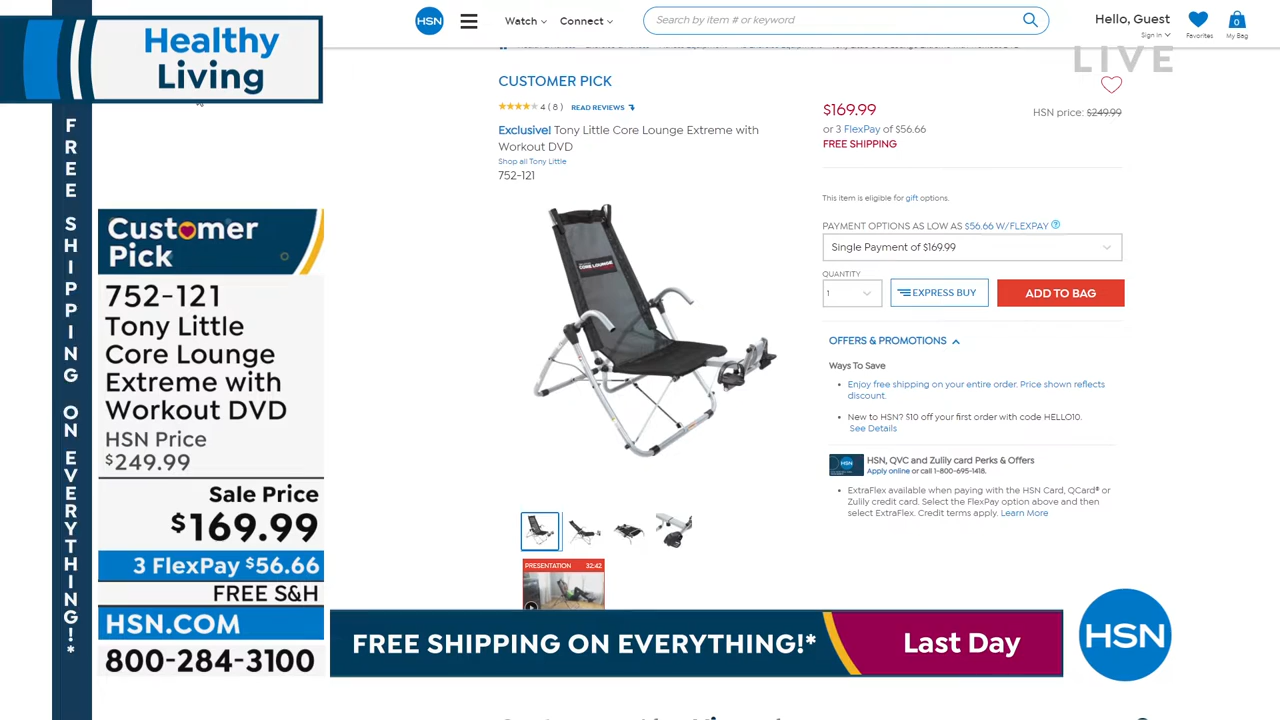 Healthy
Living
FREE SHIPPING ON EVERYTHING!*
Customer
Pick
752-121
Tony Little
Core Lounge
Extreme with
Workout DVD
HSN Price
$249.99
Sale Price
$169.99
3 FlexPay $56.66
FREE S&H
HSN.COM
800-284-3100
HSN
Watch
Connect
Search by item # or keyword
Hello, Guest
Sign in
Favorites
0
My Bag
LIVE
CUSTOMER PICK
4 ( 8 ) READ REVIEWS
Exclusive! Tony Little Core Lounge Extreme with
Workout DVD
Shop all Tony Little
752-121
CORE LOUNGE
PRESENTATION 32:42
$169.99
HSN price: $249.99
or 3 FlexPay of $56.66
FREE SHIPPING
This item is eligible for gift options.
PAYMENT OPTIONS AS LOW AS $56.66 W/FLEXPAY ?
Single Payment of $169.99
QUANTITY
1
EXPRESS BUY
ADD TO BAG
OFFERS & PROMOTIONS
Ways To Save
• Enjoy free shipping on your entire order. Price shown reflects
discount.
• New to HSN? $10 off your first order with code HELLO10.
See Details
HSN, QVC and Zulily card Perks & Offers
Apply online or call 1-800-695-1418.
• ExtraFlex available when paying with the HSN Card, QCard® or
Zulily credit card. Select the FlexPay option above and then
select ExtraFlex. Credit terms apply. Learn More
FREE SHIPPING ON EVERYTHING!*
Last Day
HSN